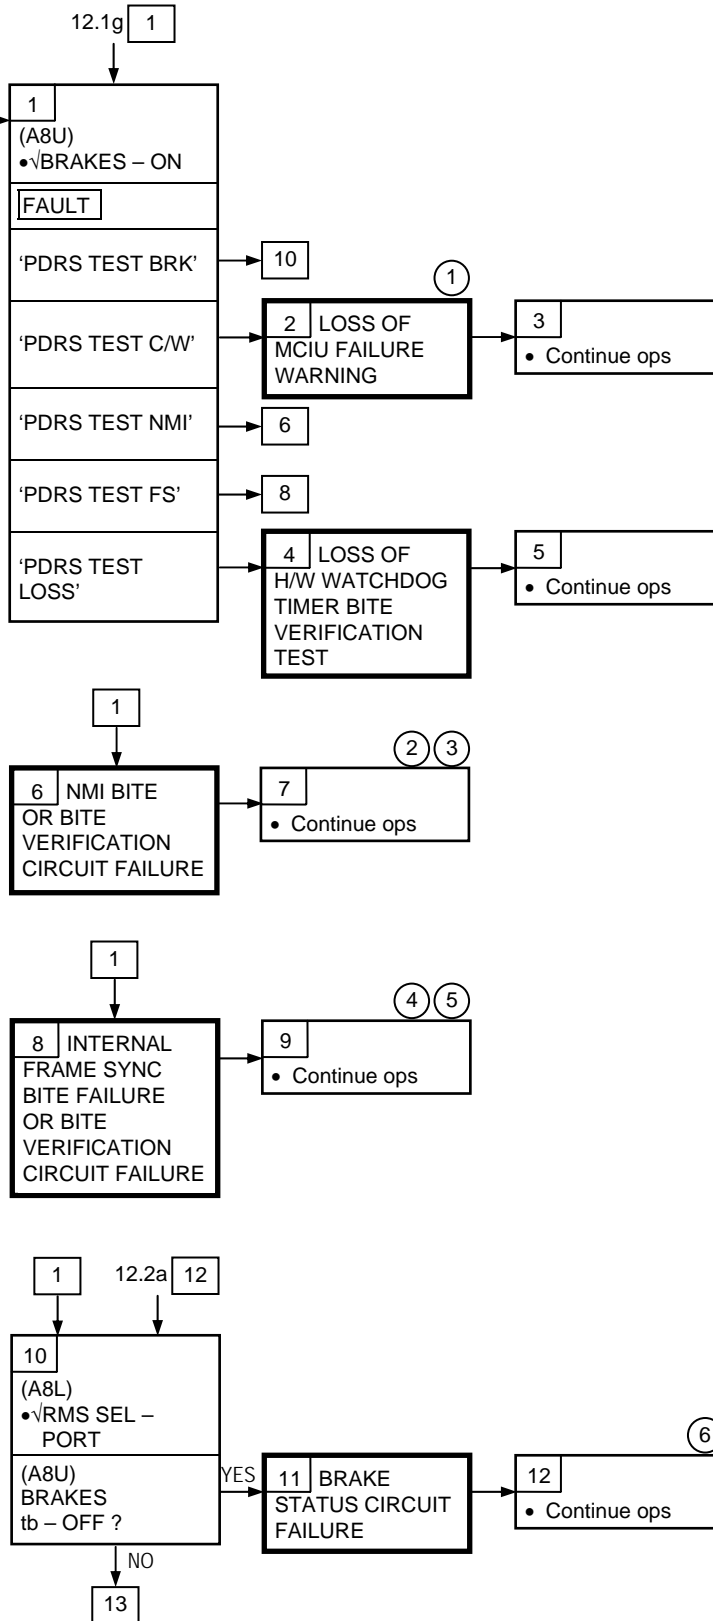 12.1g 1
1
(A8U)
•√BRAKES – ON
FAULT
'PDRS TEST BRK'
10
1
'PDRS TEST C/W'
2 LOSS OF
MCIU FAILURE
WARNING
3
• Continue ops
'PDRS TEST NMI'
6
'PDRS TEST FS'
8
'PDRS TEST
LOSS'
4 LOSS OF
H/W WATCHDOG
TIMER BITE
VERIFICATION
TEST
5
• Continue ops
1
6 NMI BITE
OR BITE
VERIFICATION
CIRCUIT FAILURE
2 3
7
• Continue ops
1
8 INTERNAL
FRAME SYNC
BITE FAILURE
OR BITE
VERIFICATION
CIRCUIT FAILURE
4 5
9
• Continue ops
1 12.2a 12
10
(A8L)
•√RMS SEL –
PORT
(A8U)
BRAKES
tb – OFF ?
YES
11 BRAKE
STATUS CIRCUIT
FAILURE
6
12
• Continue ops
NO
13